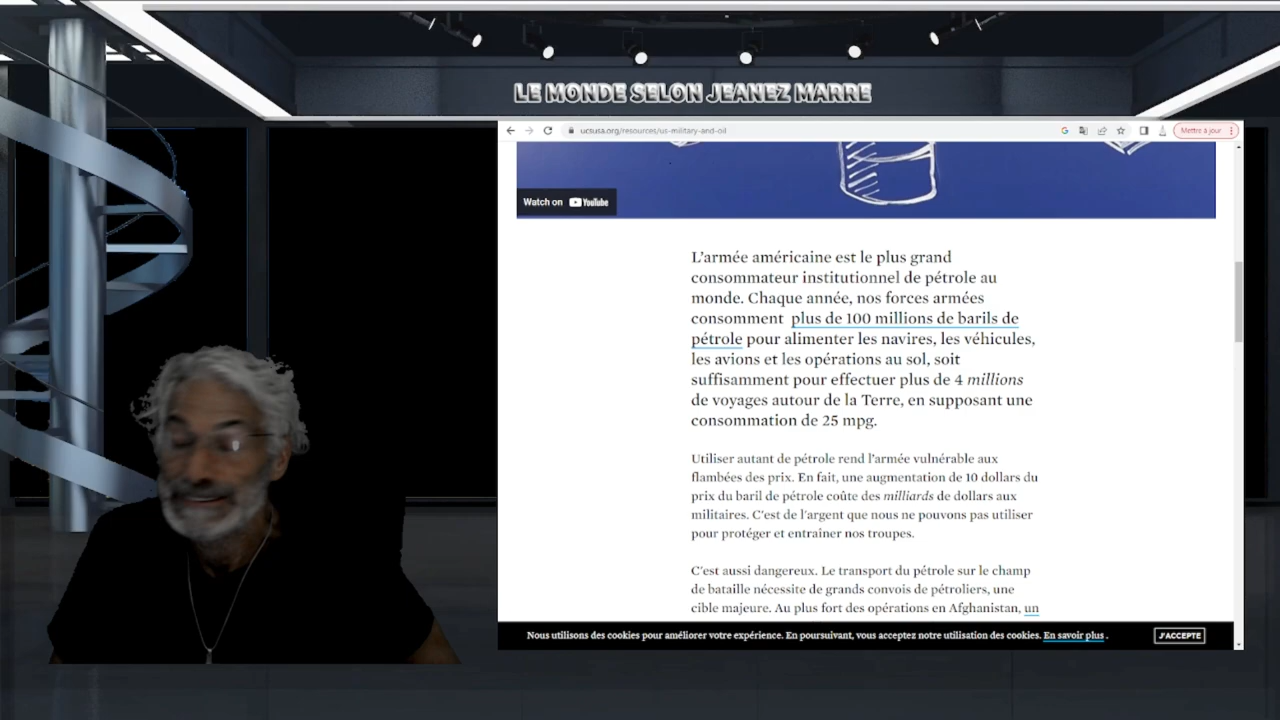 LE MONDE SELON JEANEZ MARRE
ucsusa.org/resources/us-military-and-oil
Mettre à jour
Watch on YouTube
L'armée américaine est le plus grand
consommateur institutionnel de pétrole au
monde. Chaque année, nos forces armées
consomment plus de 100 millions de barils de
pétrole pour alimenter les navires, les véhicules,
les avions et les opérations au sol, soit
suffisamment pour effectuer plus de 4 millions
de voyages autour de la Terre, en supposant une
consommation de 25 mpg.
Utiliser autant de pétrole rend l'armée vulnérable aux
flambées des prix. En fait, une augmentation de 10 dollars du
prix du baril de pétrole coûte des milliards de dollars aux
militaires. C'est de l'argent que nous ne pouvons pas utiliser
pour protéger et entraîner nos troupes.
C'est aussi dangereux. Le transport du pétrole sur le champ
de bataille nécessite de grands convois de pétroliers, une
cible majeure. Au plus fort des opérations en Afghanistan, un
Nous utilisons des cookies pour améliorer votre expérience. En poursuivant, vous acceptez notre utilisation des cookies. En savoir plus .
J'ACCEPTE